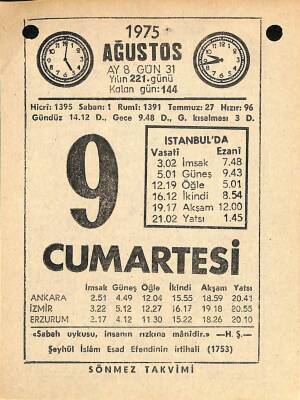 1975
AĞUSTOS
AY 8 GÜN 31
Yılın 221. günü
Kalan gün: 144
Hicrî: 1395 Saban: 1 Rumî: 1391 Temmuz: 27 Hızır: 96
Gündüz 14.12 D., Gece 9.48 D., G. kısalması 3 D.
9
İSTANBUL'DA
Vasatî Ezanî
3.02 İmsak 7.48
5.01 Güneş 9.43
12.19 Öğle 5.01
16.12 İkindi 8.54
19.17 Akşam 12.00
21.02 Yatsı 1.45
CUMARTESİ
İmsak Güneş Öğle İkindi Akşam Yatsı
ANKARA 2.51 4.49 12.04 15.55 18.59 20.41
İZMİR 3.22 5.12 12.27 16.17 19.18 20.55
ERZURUM 2.17 4.12 11.30 15.22 18.26 20.10
«Sabah uykusu, insanın rızkına mânidir.» —H. Ş.—
Şeyhül İslâm Esad Efendinin irtihali (1753)
SÖNMEZ TAKVİMİ